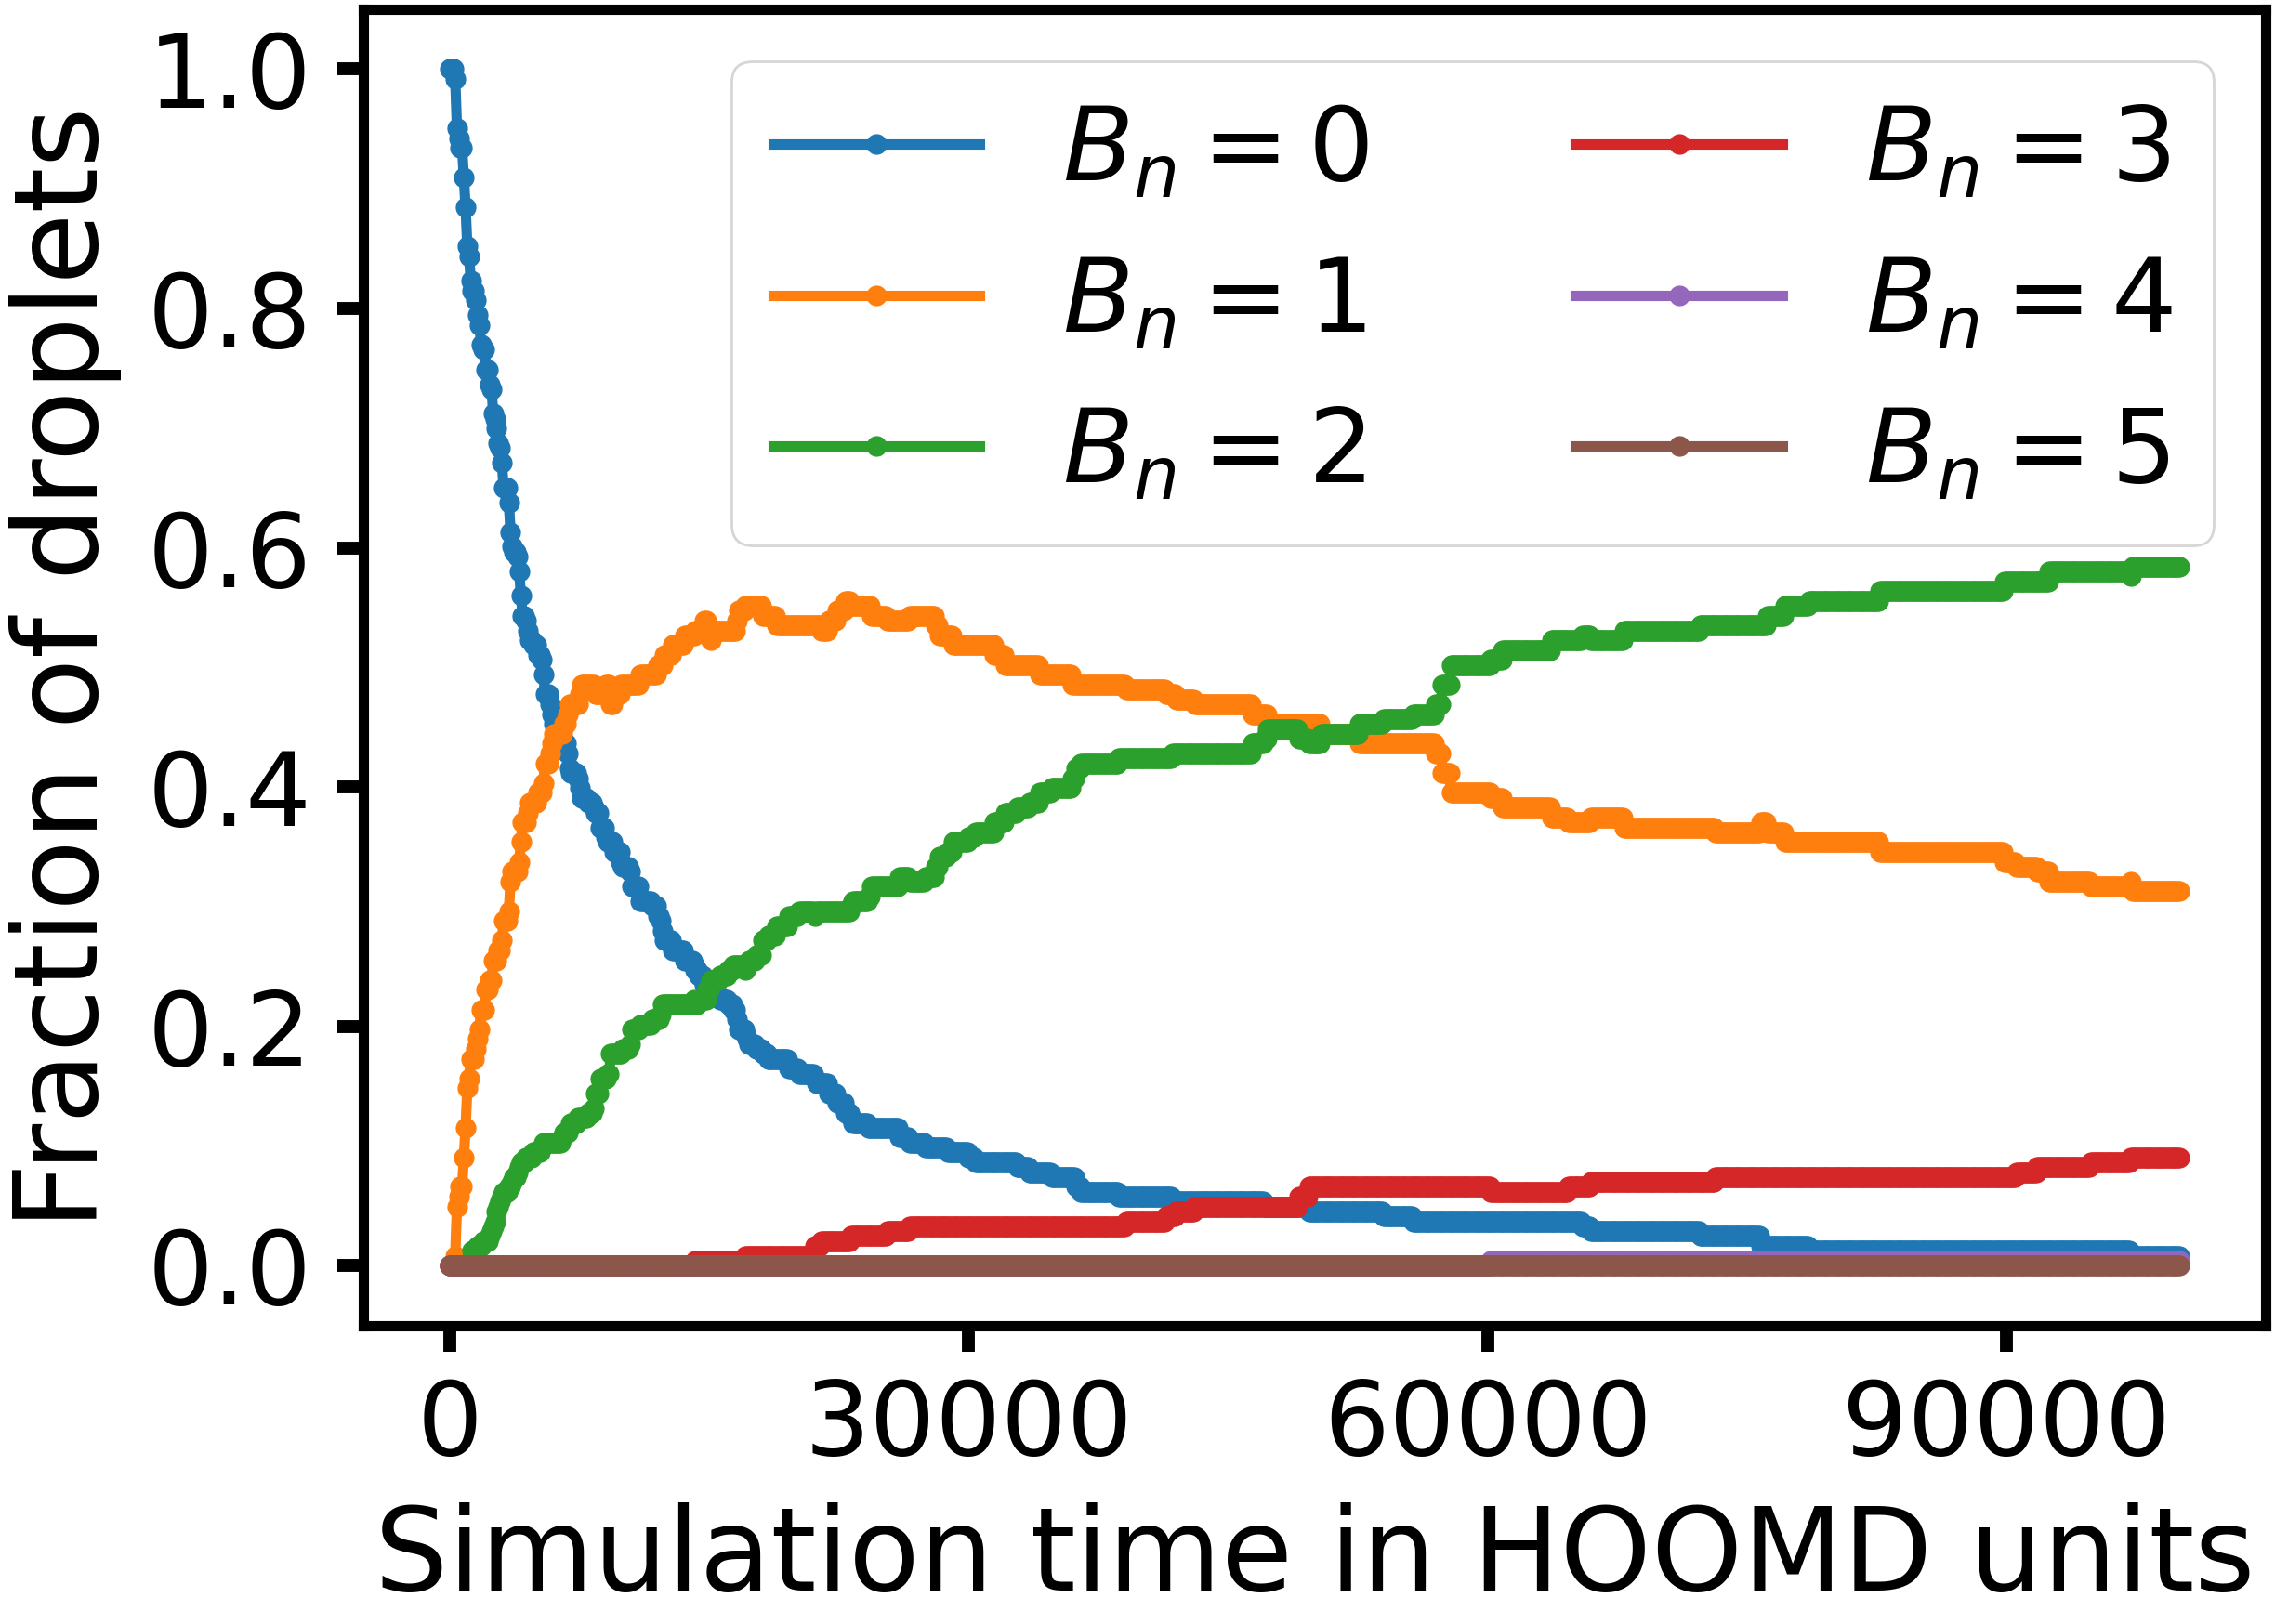 Fraction of droplets
1.0
0.8
0.6
0.4
0.2
0.0
B_n = 0
B_n = 1
B_n = 2
B_n = 3
B_n = 4
B_n = 5
0 30000 60000 90000
Simulation time in HOOMD units